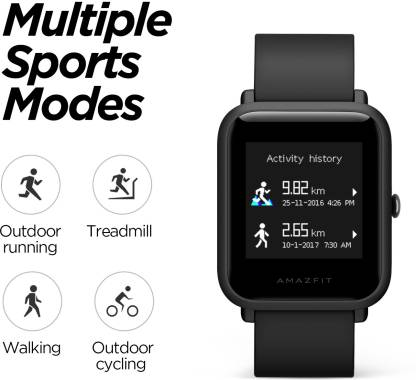 Multiple
Sports
Modes
Outdoor
running
Treadmill
Walking
Outdoor
cycling
Activity history
9.82 km
25-11-2016 4:26 PM
2.65 km
10-1-2017 7:30 AM
AMAZFIT